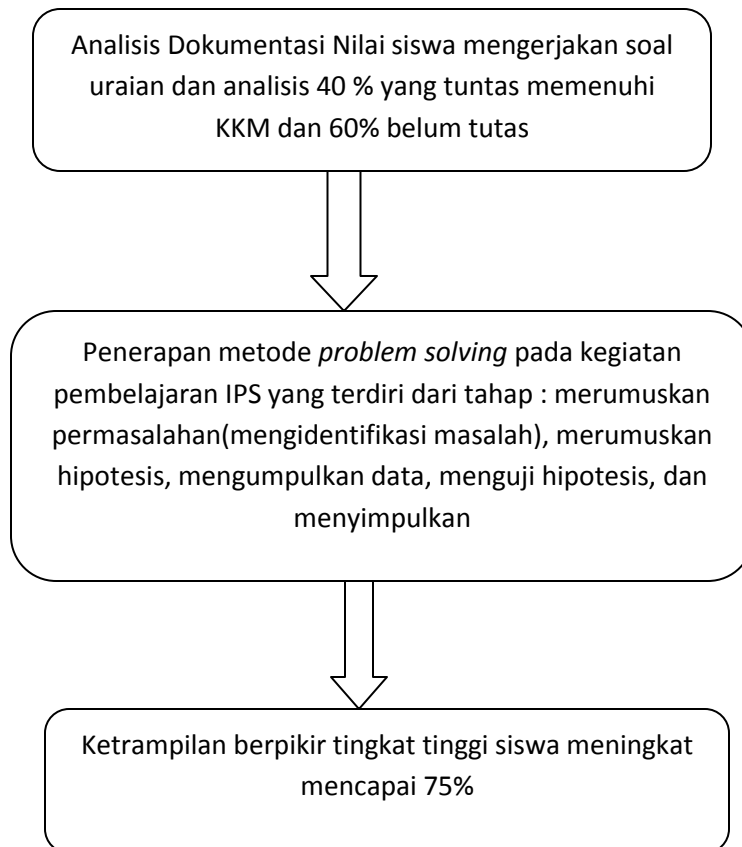 Analisis Dokumentasi Nilai siswa mengerjakan soal
uraian dan analisis 40 % yang tuntas memenuhi
KKM dan 60% belum tutas
Penerapan metode problem solving pada kegiatan
pembelajaran IPS yang terdiri dari tahap : merumuskan
permasalahan(mengidentifikasi masalah), merumuskan
hipotesis, mengumpulkan data, menguji hipotesis, dan
menyimpulkan
Ketrampilan berpikir tingkat tinggi siswa meningkat
mencapai 75%